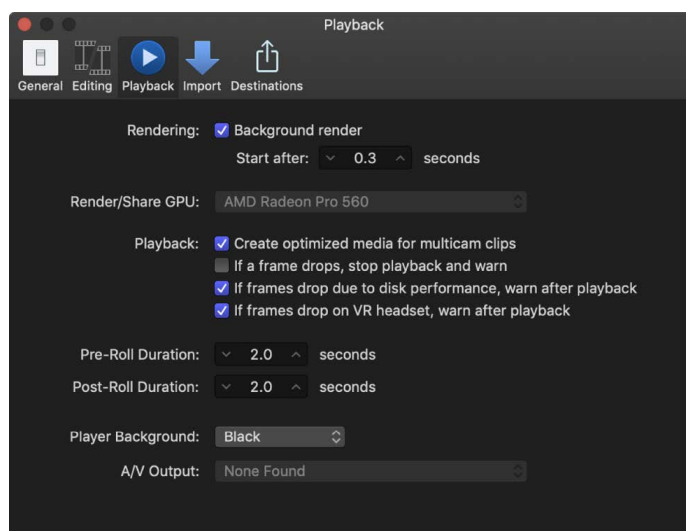 Playback
General Editing Playback Import Destinations
Rendering: Background render
Start after: 0.3 seconds
Render/Share GPU: AMD Radeon Pro 560
Playback: Create optimized media for multicam clips
If a frame drops, stop playback and warn
If frames drop due to disk performance, warn after playback
If frames drop on VR headset, warn after playback
Pre-Roll Duration: 2.0 seconds
Post-Roll Duration: 2.0 seconds
Player Background: Black
A/V Output: None Found